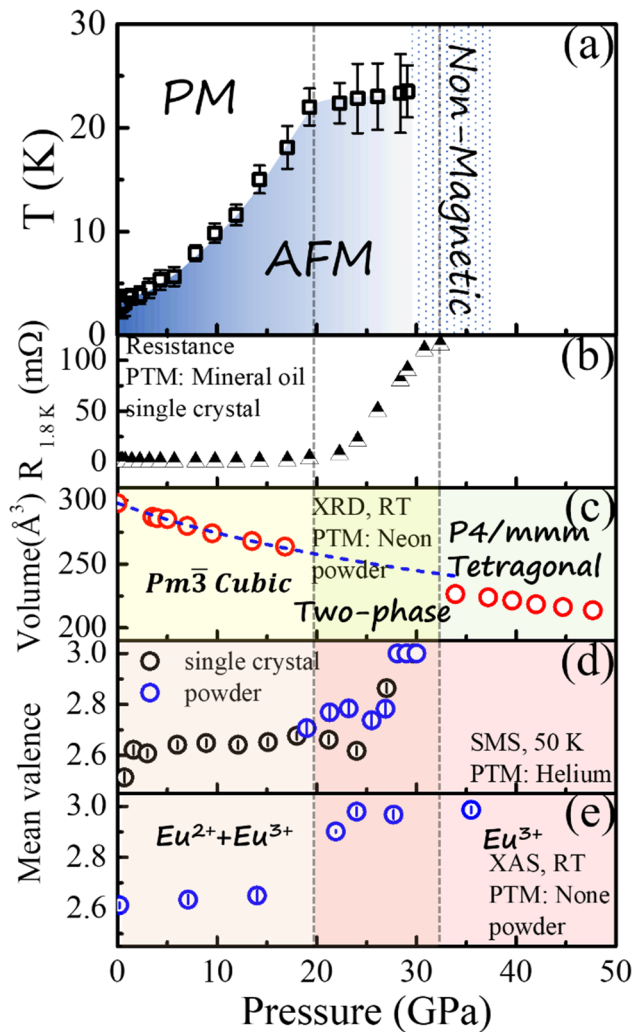 (a)
PM
AFM
Non-Magnetic
T (K)
30
20
10
0
(b)
Resistance
PTM: Mineral oil
single crystal
R 1.8 K (mΩ)
100
50
0
(c)
XRD, RT
PTM: Neon
powder
P4/mmm
Tetragonal
Pm3̅ Cubic
Two-phase
Volume(Å³)
300
250
200
(d)
single crystal
powder
SMS, 50 K
PTM: Helium
3.0
2.8
2.6
Mean valence
(e)
Eu²⁺+Eu³⁺
Eu³⁺
XAS, RT
PTM: None
powder
3.0
2.8
2.6
0 10 20 30 40 50
Pressure (GPa)